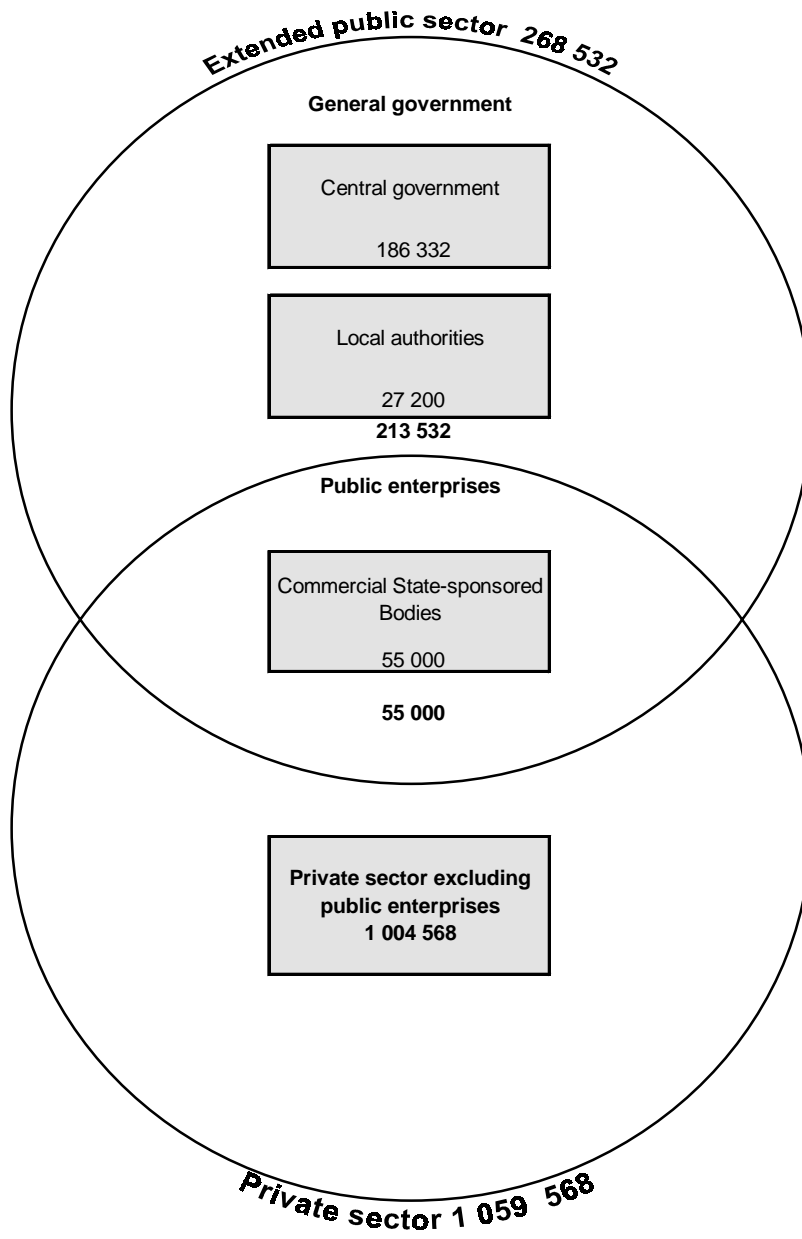 Extended public sector 268 532
General government
Central government
186 332
Local authorities
27 200
213 532
Public enterprises
Commercial State-sponsored
Bodies
55 000
55 000
Private sector excluding
public enterprises
1 004 568
Private sector 1 059 568